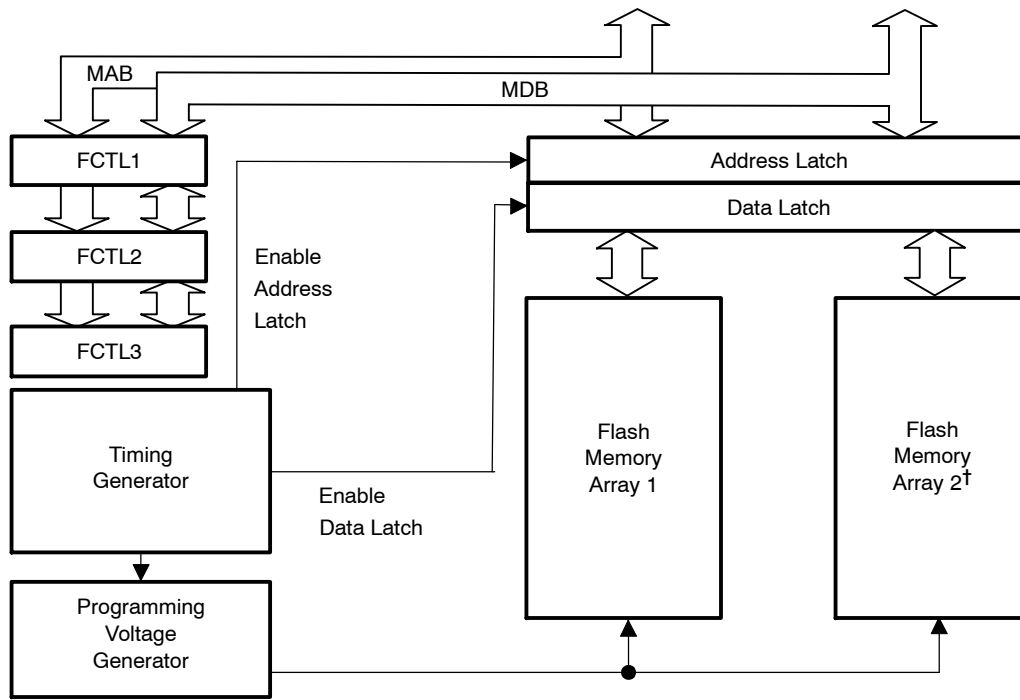 MAB
MDB
FCTL1
Address Latch
Data Latch
FCTL2
Enable
Address
Latch
FCTL3
Timing
Generator
Enable
Data Latch
Flash
Memory
Array 1
Flash
Memory
Array 2†
Programming
Voltage
Generator